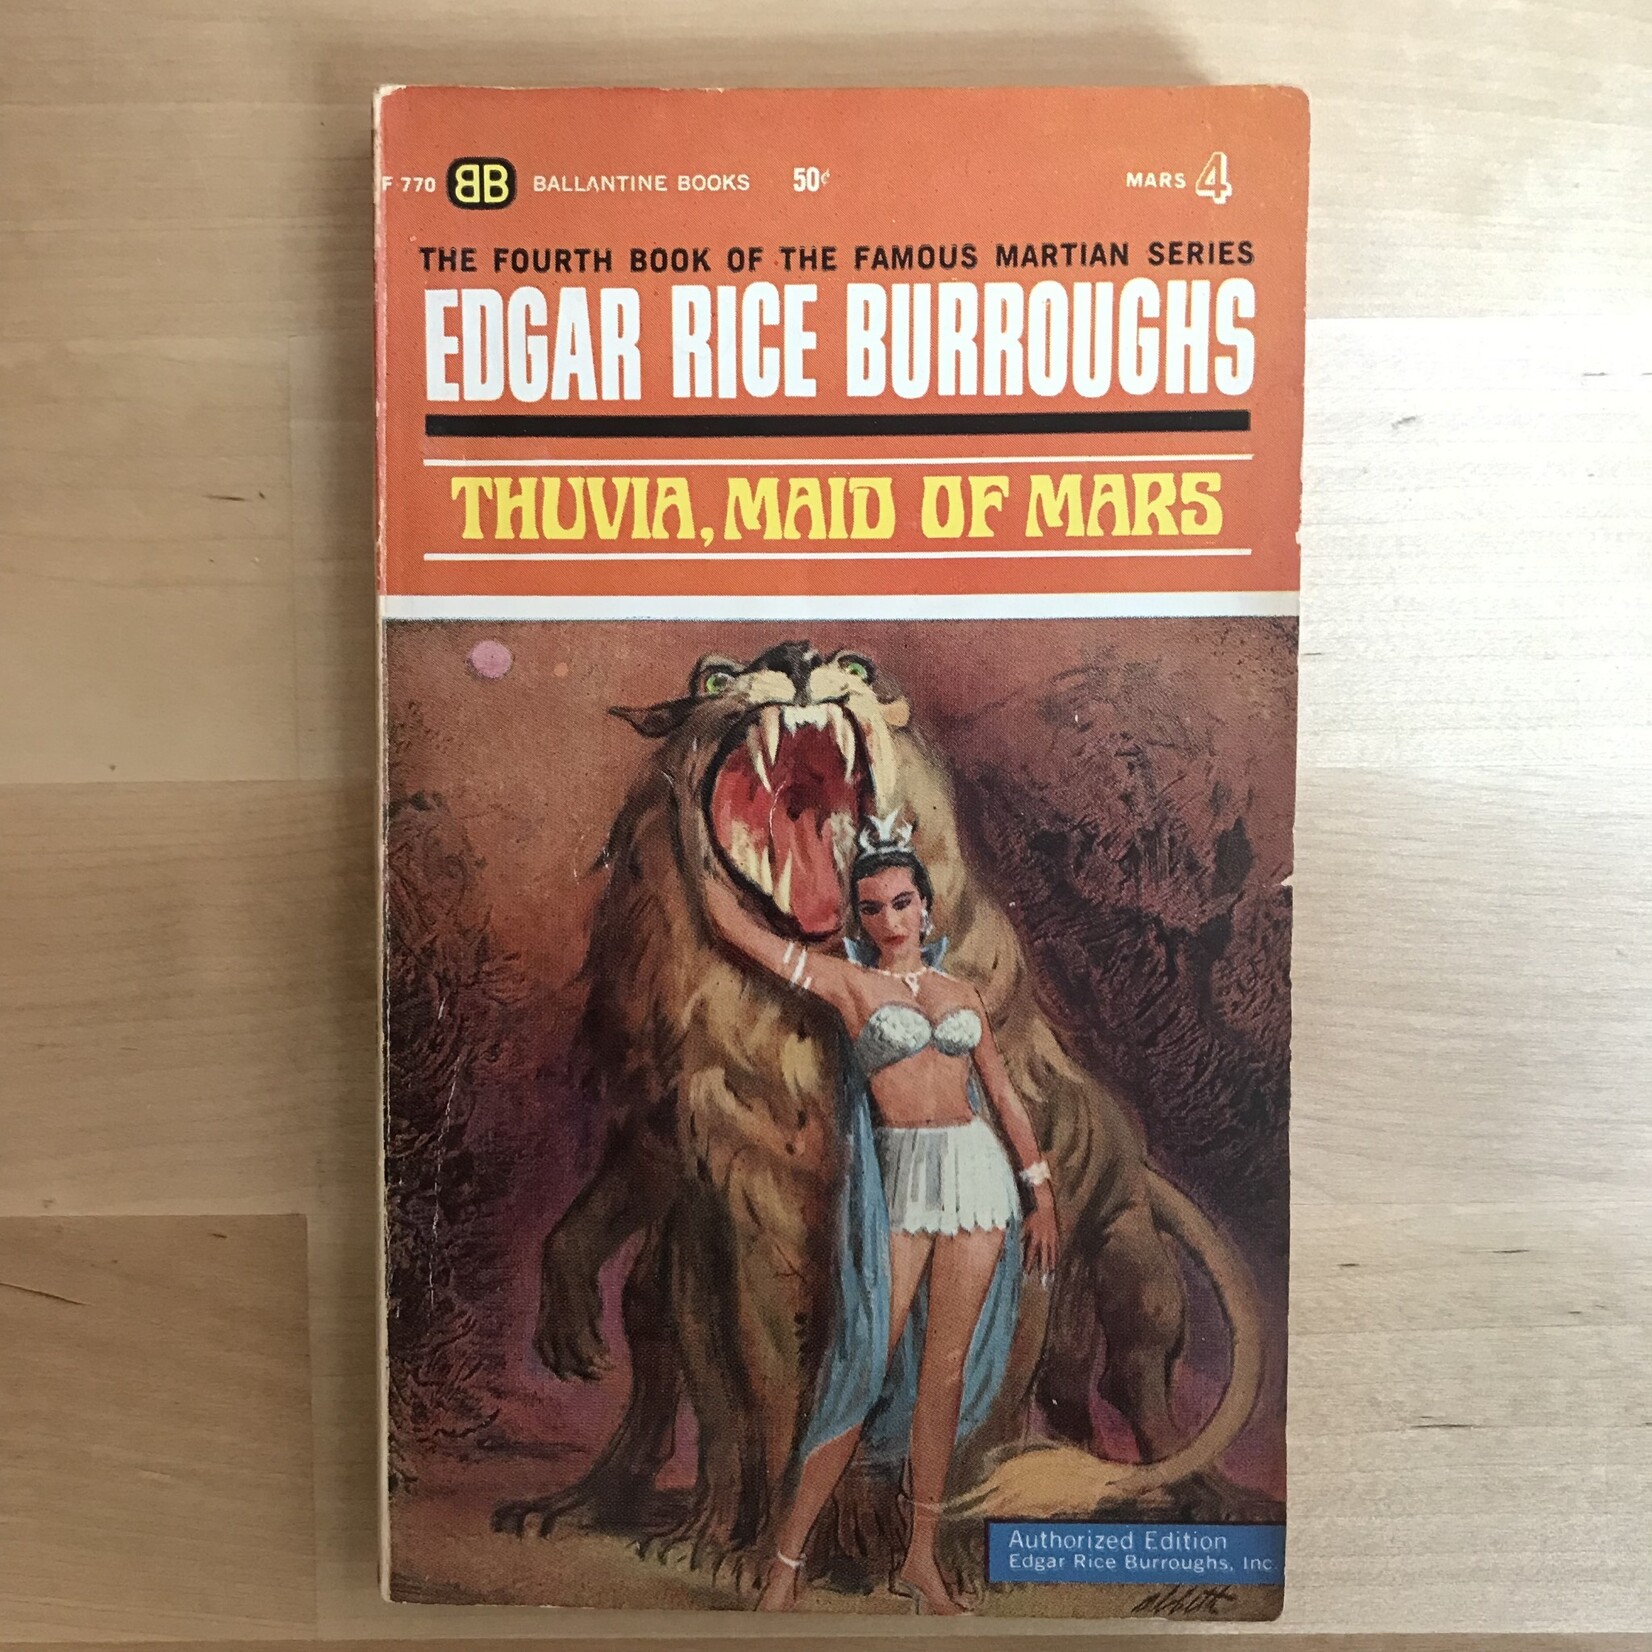 F 770 BB BALLANTINE BOOKS 50¢ MARS 4
THE FOURTH BOOK OF THE FAMOUS MARTIAN SERIES
EDGAR RICE BURROUGHS
THUVIA, MAID OF MARS
Authorized Edition
Edgar Rice Burroughs, Inc.